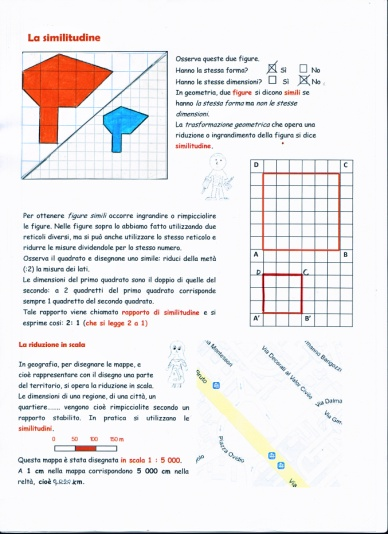 La similitudine
Osserva queste due figure.
Hanno la stessa forma? Sì No
Hanno le stesse dimensioni? Sì No
In geometria, due figure si dicono simili se
hanno la stessa forma ma non le stesse
dimensioni.
La trasformazione geometrica che opera una
riduzione o ingrandimento della figura si dice
similitudine.
D C
A B
D C
A' B'
Per ottenere figure simili occorre ingrandire o rimpicciolire
le figure. Nelle figure sopra lo abbiamo fatto utilizzando due
reticoli diversi, ma si può anche utilizzare lo stesso reticolo e
ridurre le misure dividendole per lo stesso numero.
Osserva il quadrato e disegnane uno simile: riduci della metà
(:2) la misura dei lati.
Le dimensioni del primo quadrato sono il doppio di quelle del
secondo: a 2 quadretti del primo quadrato corrisponde
sempre 1 quadretto del secondo quadrato.
Tale rapporto viene chiamato rapporto di similitudine e si
esprime così: 2: 1 (che si legge 2 a 1)
La riduzione in scala
In geografia, per disegnare le mappe, e
cioè rappresentare con il disegno una parte
del territorio, si opera la riduzione in scala.
Le dimensioni di una regione, di una città, un
quartiere........ vengono cioè rimpicciolite secondo un
rapporto stabilito. In pratica si utilizzano le
similitudini.
0 50 100 150 m
Questa mappa è stata disegnata in scala 1 : 5 000.
A 1 cm nella mappa corrispondono 5 000 cm nella
reltà, cioè km.
Montessori
Via Decorati al Valor Civile
Via Dalma
Piazza Ovidio
Via